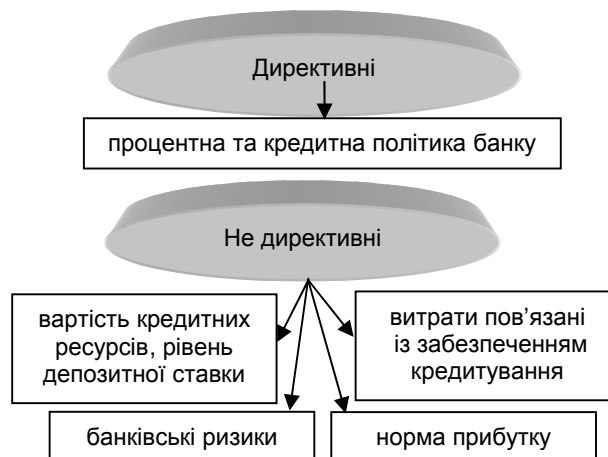 Директивні
процентна та кредитна політика банку
Не директивні
вартість кредитних
ресурсів, рівень
депозитної ставки
витрати пов’язані
із забезпеченням
кредитування
банківські ризики
норма прибутку